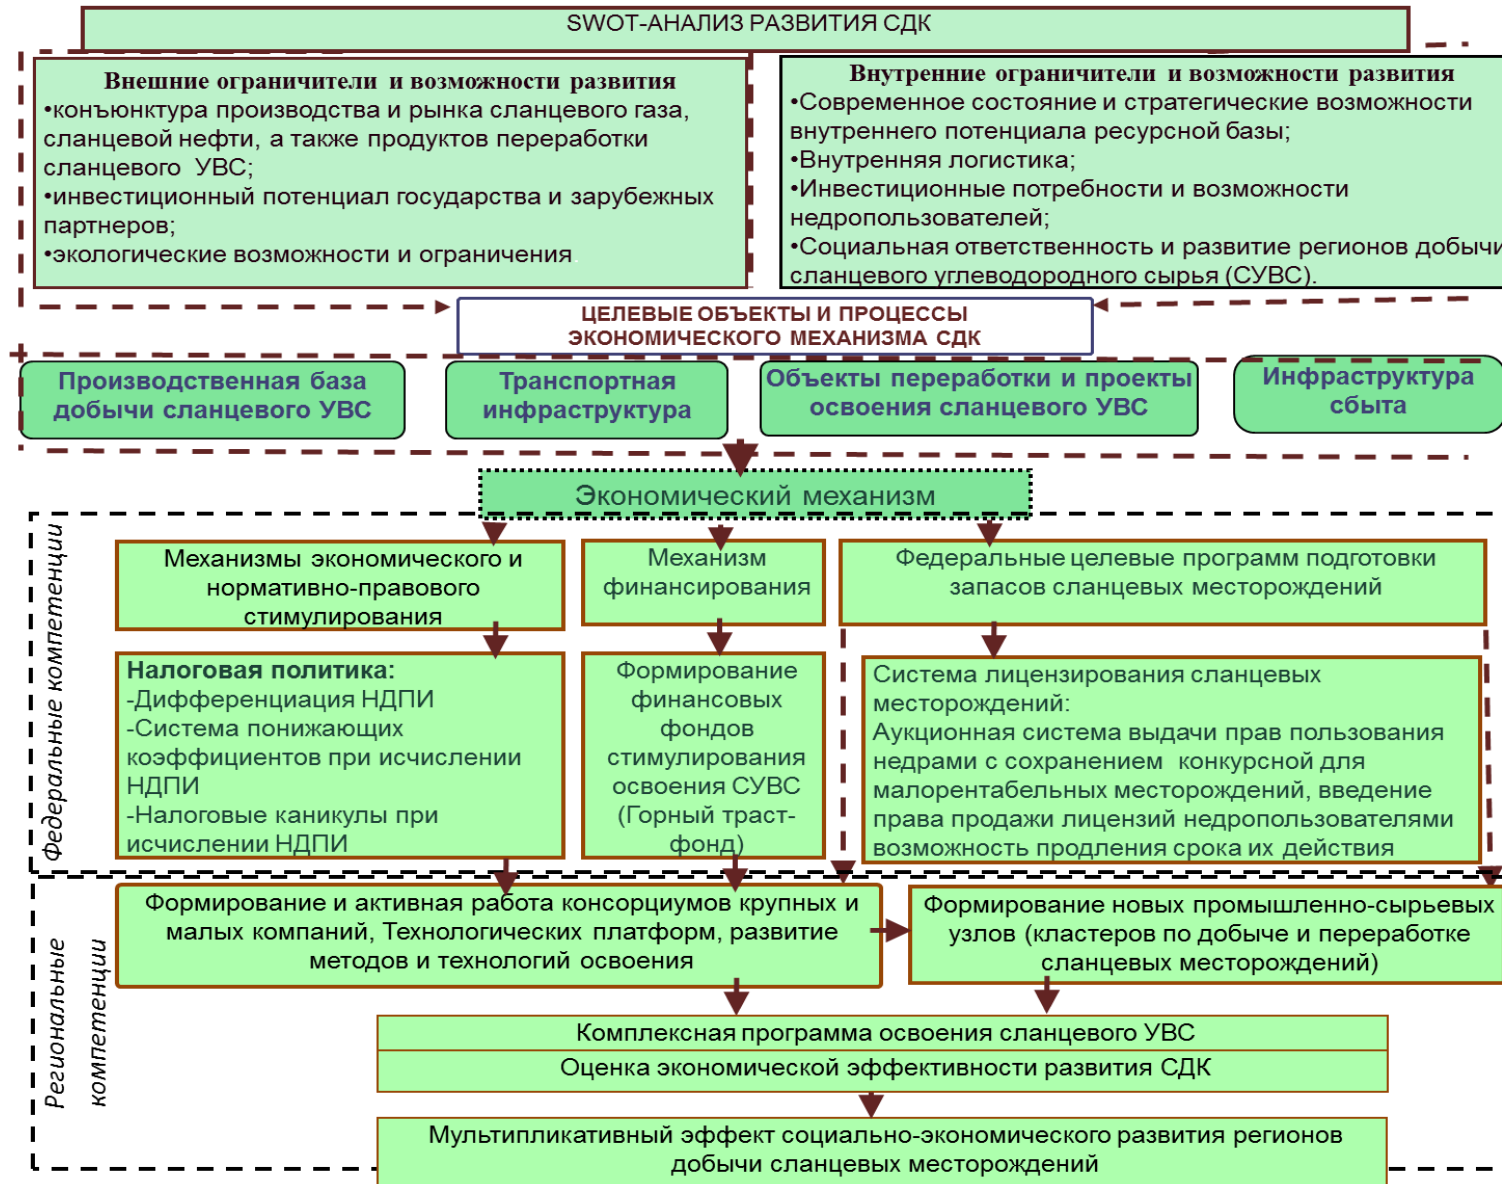 SWOT-АНАЛИЗ РАЗВИТИЯ СДК
Внешние ограничители и возможности развития
•конъюнктура производства и рынка сланцевого газа,
сланцевой нефти, а также продуктов переработки
сланцевого УВС;
•инвестиционный потенциал государства и зарубежных
партнеров;
•экологические возможности и ограничения.
Внутренние ограничители и возможности развития
•Современное состояние и стратегические возможности
внутреннего потенциала ресурсной базы;
•Внутренняя логистика;
•Инвестиционные потребности и возможности
недропользователей;
•Социальная ответственность и развитие регионов добычи
сланцевого углеводородного сырья (СУВС).
ЦЕЛЕВЫЕ ОБЪЕКТЫ И ПРОЦЕССЫ
ЭКОНОМИЧЕСКОГО МЕХАНИЗМА СДК
Производственная база
добычи сланцевого УВС
Транспортная
инфраструктура
Объекты переработки и проекты
освоения сланцевого УВС
Инфраструктура
сбыта
Экономический механизм
Федеральные компетенции
Механизмы экономического и
нормативно-правового
стимулирования
Механизм
финансирования
Федеральные целевые программ подготовки
запасов сланцевых месторождений
Налоговая политика:
-Дифференциация НДПИ
-Система понижающих
коэффициентов при исчислении
НДПИ
-Налоговые каникулы при
исчислении НДПИ
Формирование
финансовых
фондов
стимулирования
освоения СУВС
(Горный траст-
фонд)
Система лицензирования сланцевых
месторождений:
Аукционная система выдачи прав пользования
недрами с сохранением конкурсной для
малорентабельных месторождений, введение
права продажи лицензий недропользователями
возможность продления срока их действия
Региональные
компетенции
Формирование и активная работа консорциумов крупных и
малых компаний, Технологических платформ, развитие
методов и технологий освоения
Формирование новых промышленно-сырьевых
узлов (кластеров по добыче и переработке
сланцевых месторождений)
Комплексная программа освоения сланцевого УВС
Оценка экономической эффективности развития СДК
Мультипликативный эффект социально-экономического развития регионов
добычи сланцевых месторождений